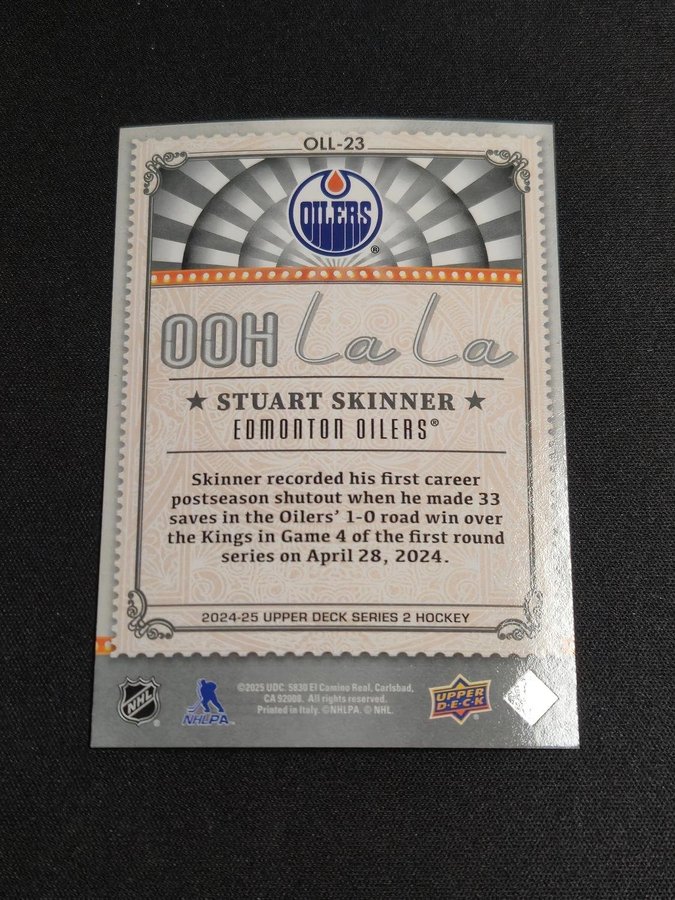 OLL-23
OILERS
®
OOH La La
★ STUART SKINNER ★
EDMONTON OILERS®
Skinner recorded his first career
postseason shutout when he made 33
saves in the Oilers' 1-0 road win over
the Kings in Game 4 of the first round
series on April 28, 2024.
2024-25 UPPER DECK SERIES 2 HOCKEY
©2025 UDC. 5830 El Camino Real, Carlsbad,
CA 92008. All rights reserved.
Printed in Italy. ©NHLPA. © NHL.
NHL
NHLPA
UPPER
D·E·C·K